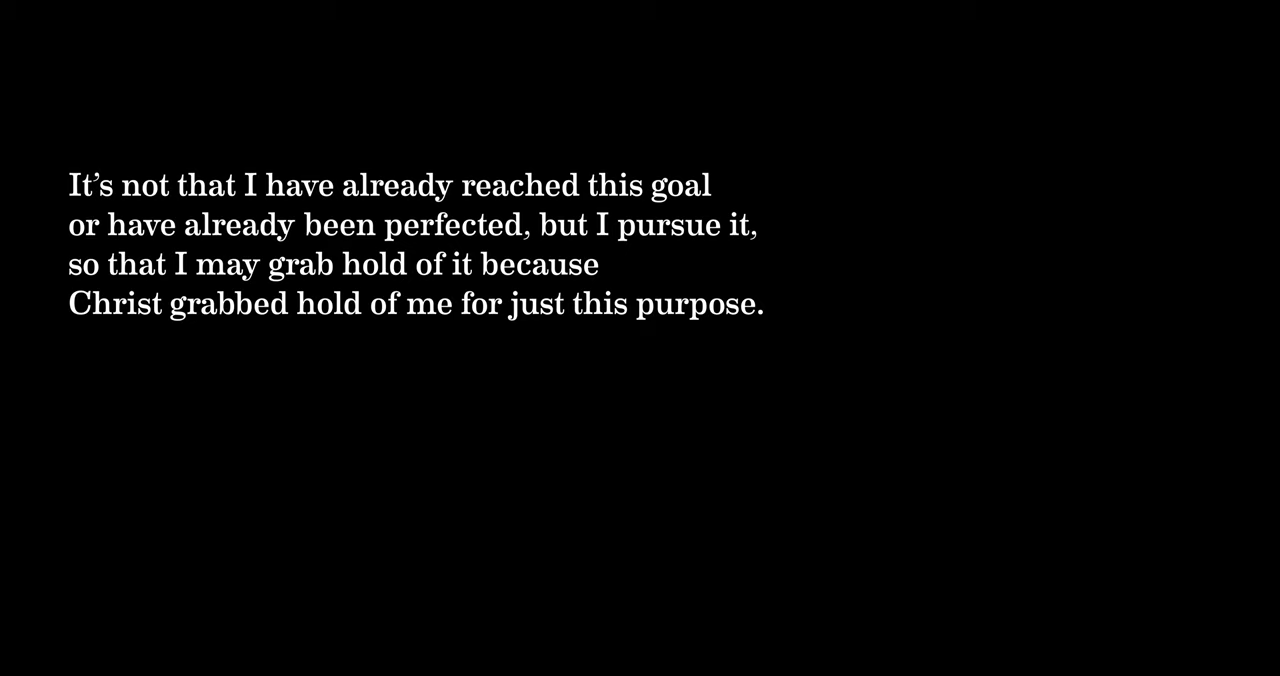 It’s not that I have already reached this goal
or have already been perfected, but I pursue it,
so that I may grab hold of it because
Christ grabbed hold of me for just this purpose.